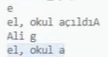 e
el, okul açıldıA
Ali g
el, okul a